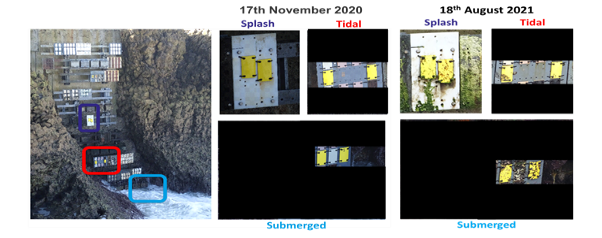 17th November 2020
18th August 2021
Splash
Tidal
Splash
Tidal
Submerged
Submerged